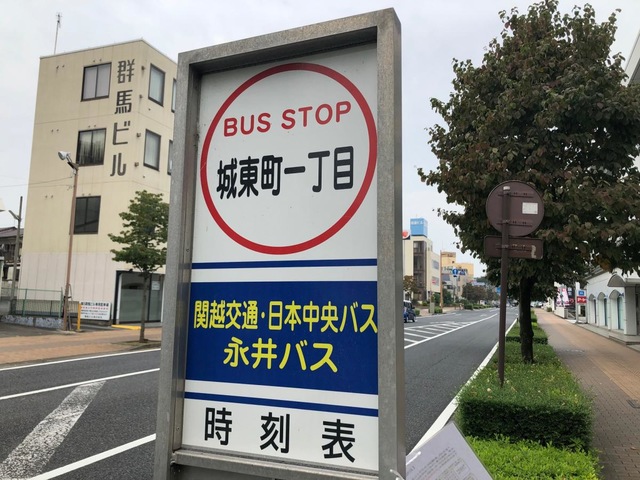 群馬ビル
BUS STOP
城東町一丁目
関越交通・日本中央バス
永井バス
時刻表